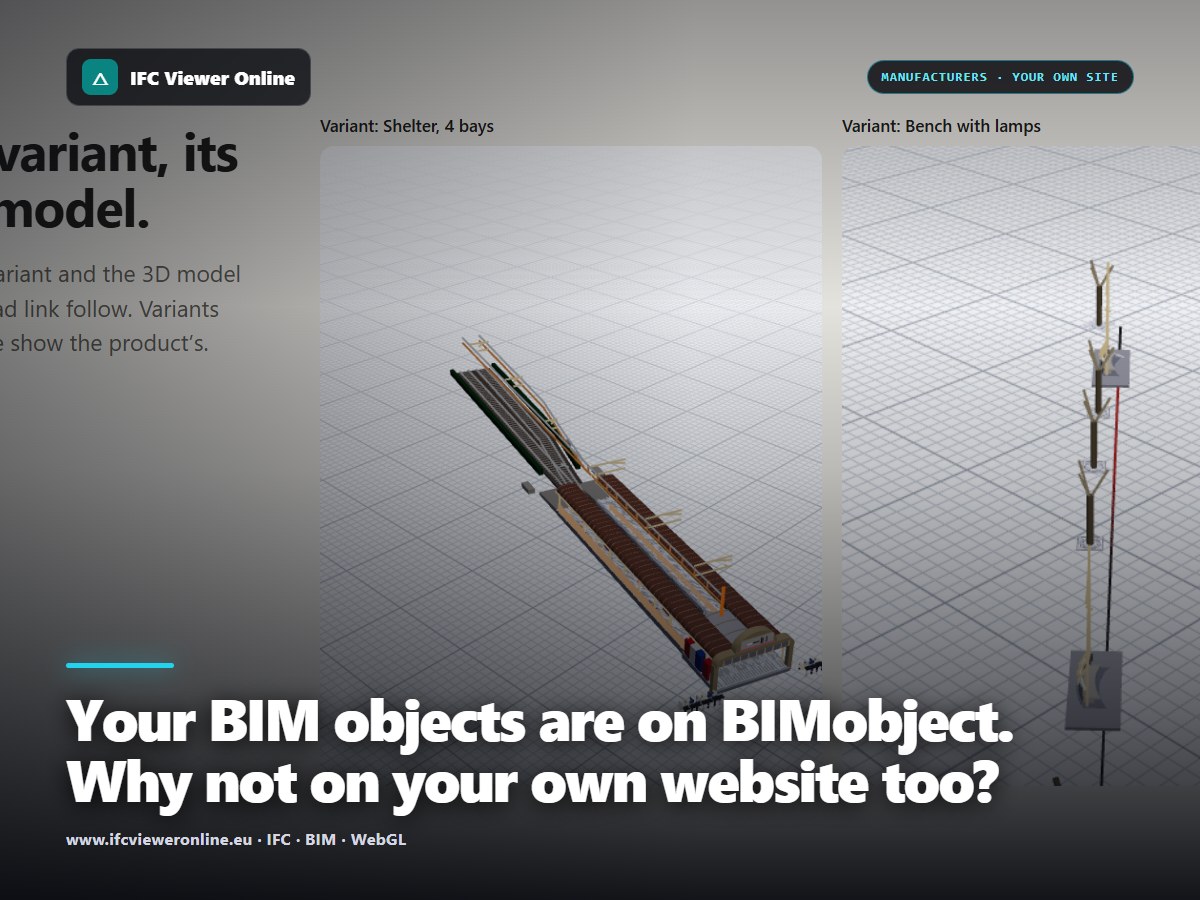 IFC Viewer Online
MANUFACTURERS · YOUR OWN SITE
variant, its
model.
ariant and the 3D model
ad link follow. Variants
e show the product's.
Variant: Shelter, 4 bays
Variant: Bench with lamps
Your BIM objects are on BIMobject.
Why not on your own website too?
www.ifcvieweronline.eu · IFC · BIM · WebGL